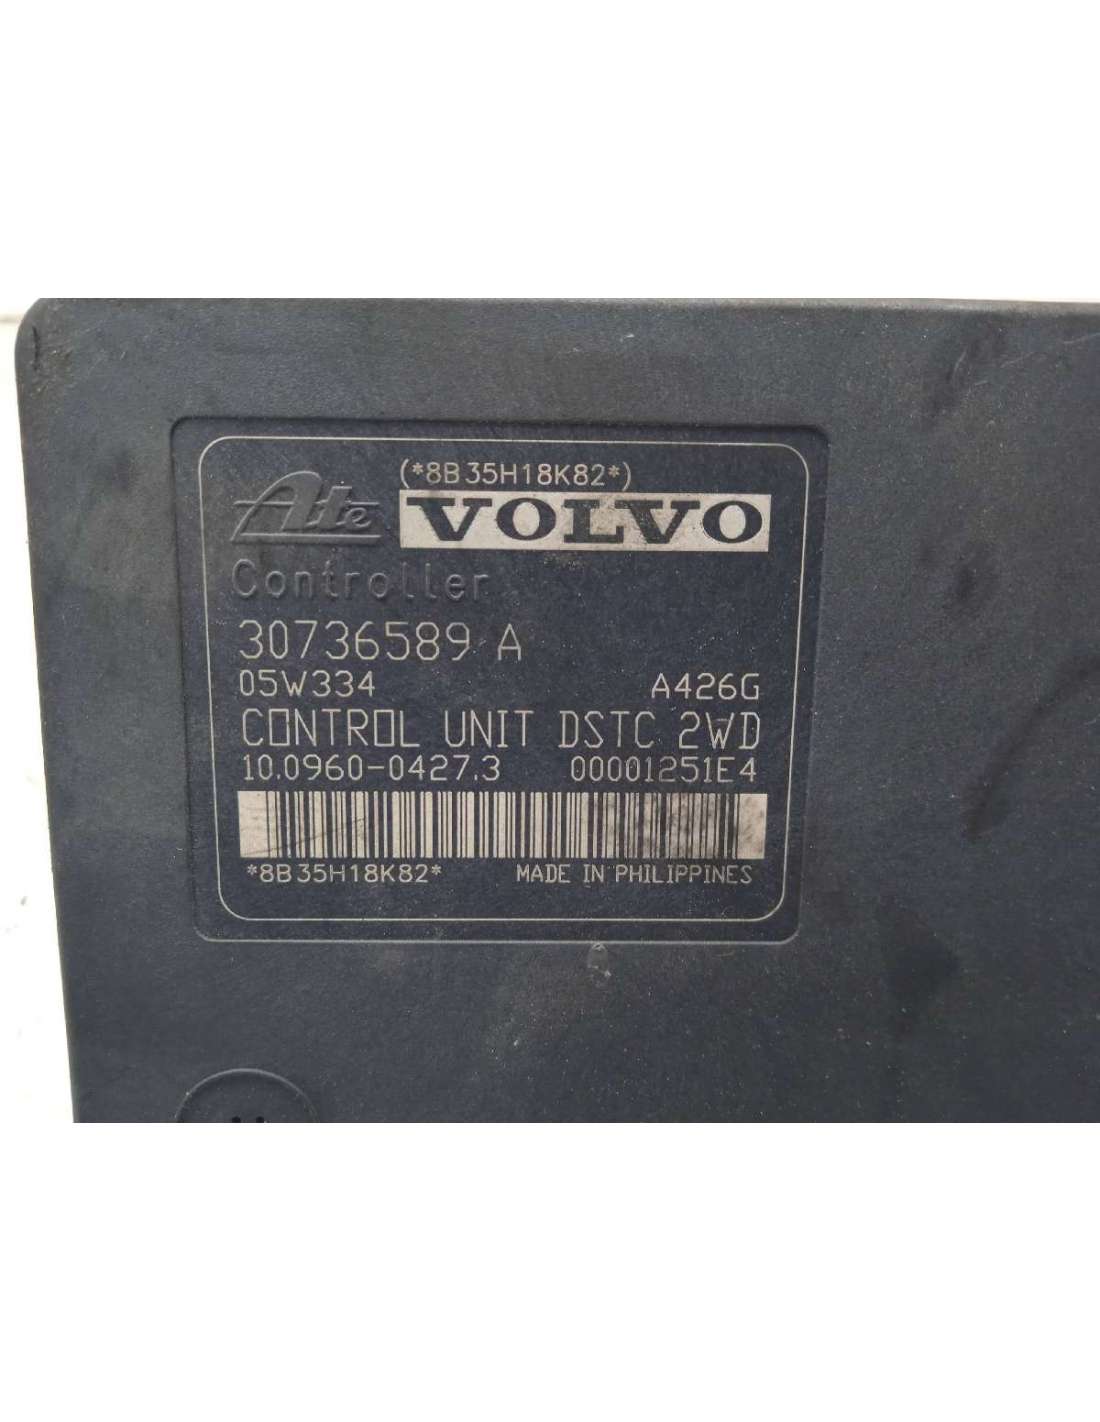 (*8B35H18K82*)
Ate VOLVO
Controller
30736589 A
05W334 A426G
CONTROL UNIT DSTC 2WD
10.0960-0427.3 00001251E4
*8B35H18K82* MADE IN PHILIPPINES